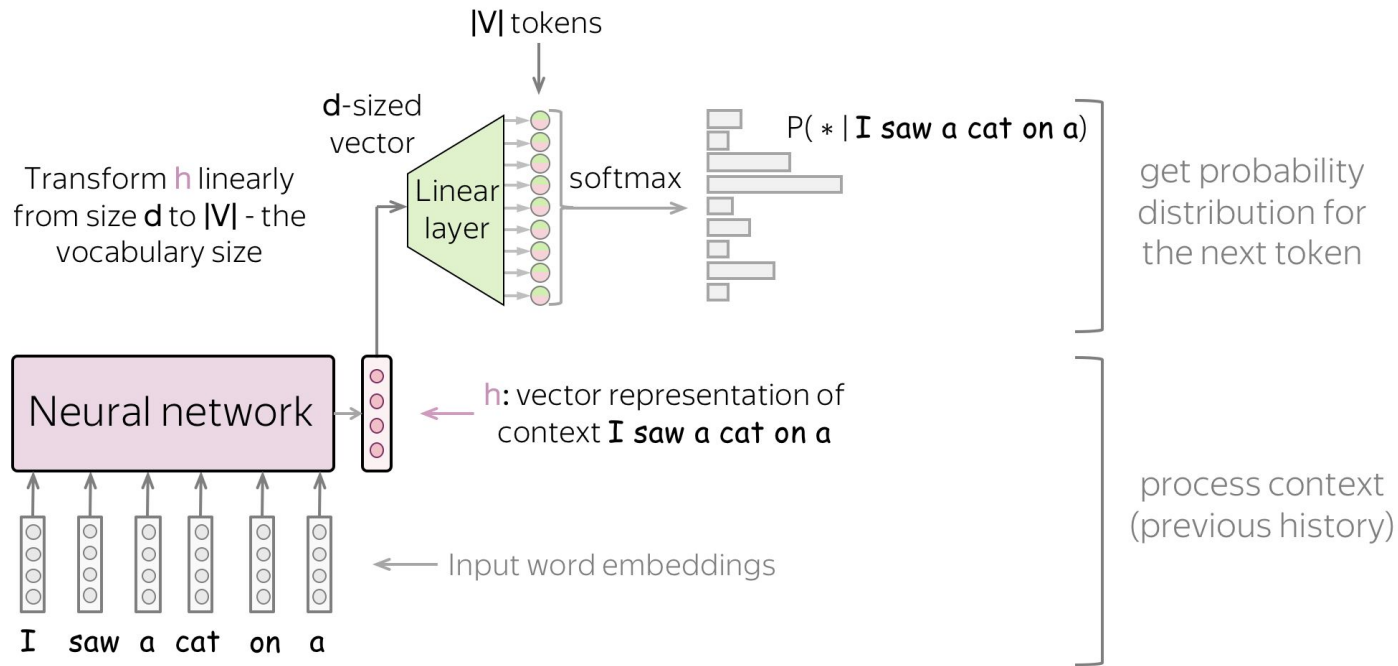 |V| tokens
d-sized
vector
Transform h linearly
from size d to |V| - the
vocabulary size
Linear
layer
softmax
P( * | I saw a cat on a)
get probability
distribution for
the next token
Neural network
h: vector representation of
context I saw a cat on a
process context
(previous history)
Input word embeddings
I saw a cat on a